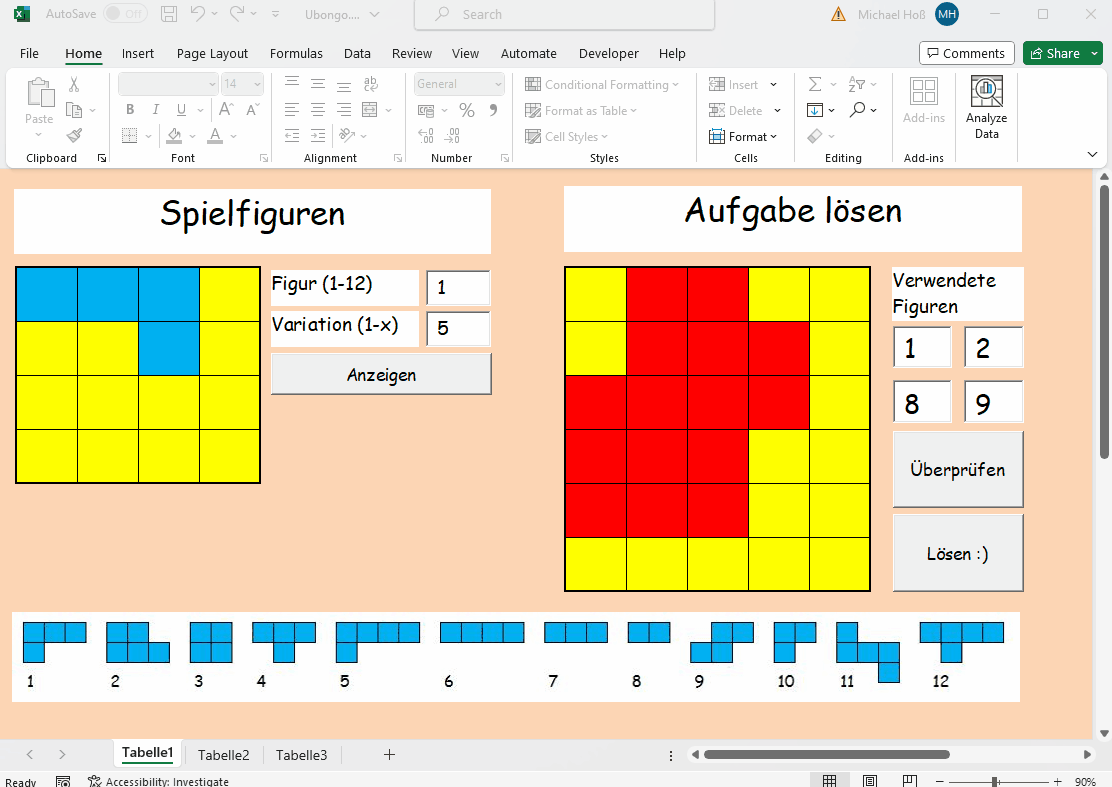 AutoSave Off Ubongo.... Search Michael Hoß MH
File Home Insert Page Layout Formulas Data Review View Automate Developer Help Comments Share
14 ab General Conditional Formatting Insert
Paste B I U A A Format as Table Delete Add-ins Analyze Data
A Cell Styles Format
Clipboard Font Alignment Number Styles Cells Editing Add-ins
Spielfiguren
Figur (1-12) 1
Variation (1-x) 5
Anzeigen
Aufgabe lösen
Verwendete
Figuren
1 2
8 9
Überprüfen
Lösen :)
1 2 3 4 5 6 7 8 9 10 11 12
Tabelle1 Tabelle2 Tabelle3
Ready Accessibility: Investigate 90%